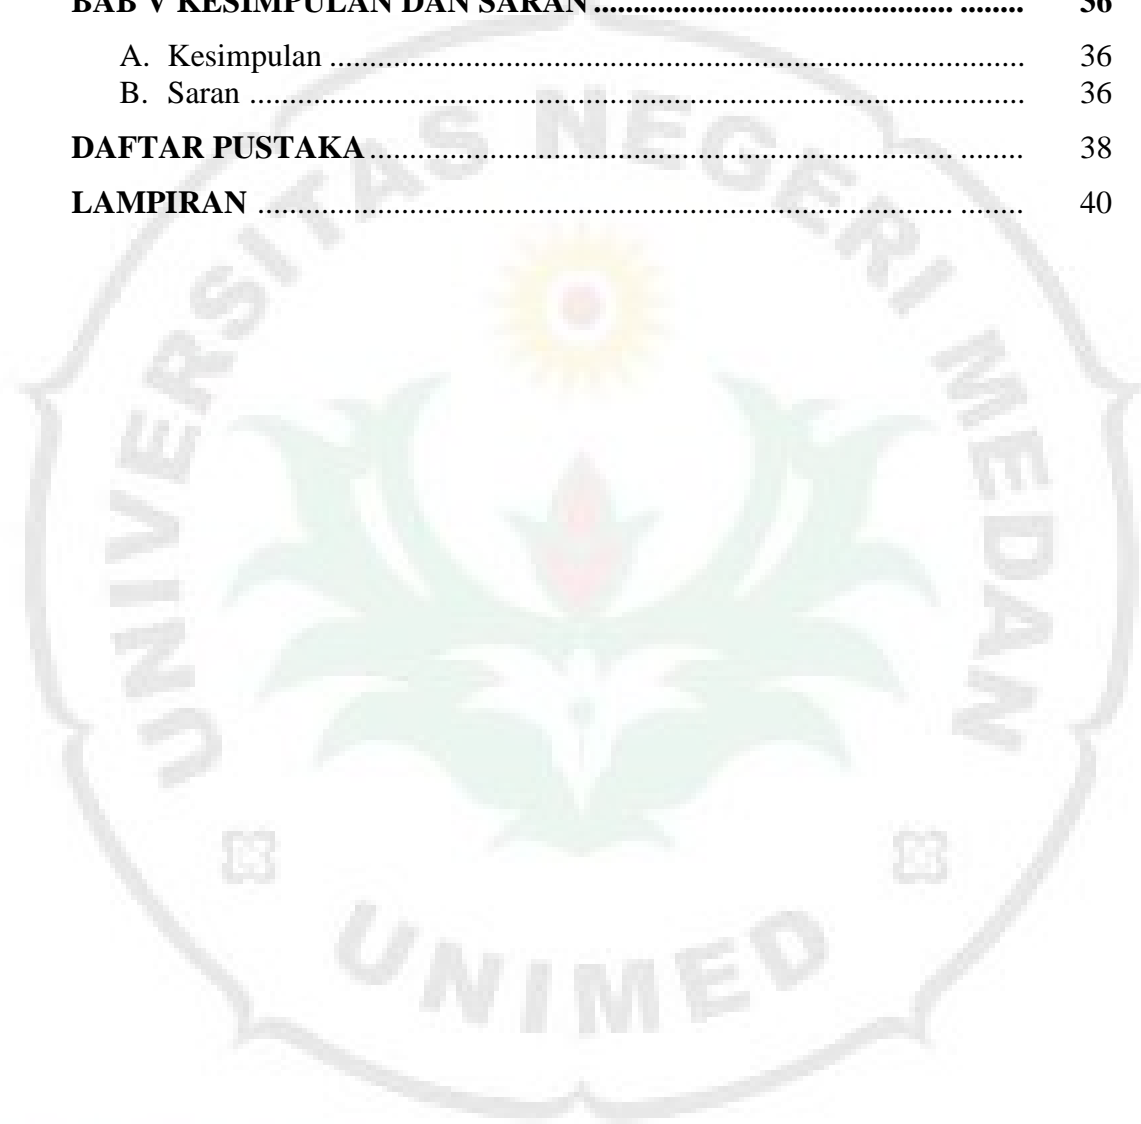 BAB V KESIMPULAN DAN SARAN.............................................. ........ 36
A. Kesimpulan ......................................................................................... 36
B. Saran ................................................................................................... 36
DAFTAR PUSTAKA.......................................................................... ........ 38
LAMPIRAN ......................................................................................... ........ 40
UNIVERSITAS NEGERI MEDAN
UNIMED